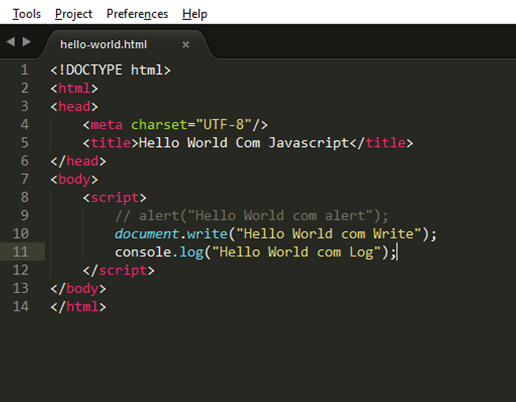 Tools Project Preferences Help
hello-world.html ×
1 <!DOCTYPE html>
2 <html>
3 <head>
4     <meta charset="UTF-8"/>
5     <title>Hello World Com Javascript</title>
6 </head>
7 <body>
8     <script>
9         // alert("Hello World com alert");
10         document.write("Hello World com Write");
11         console.log("Hello World com Log");
12     </script>
13 </body>
14 </html>